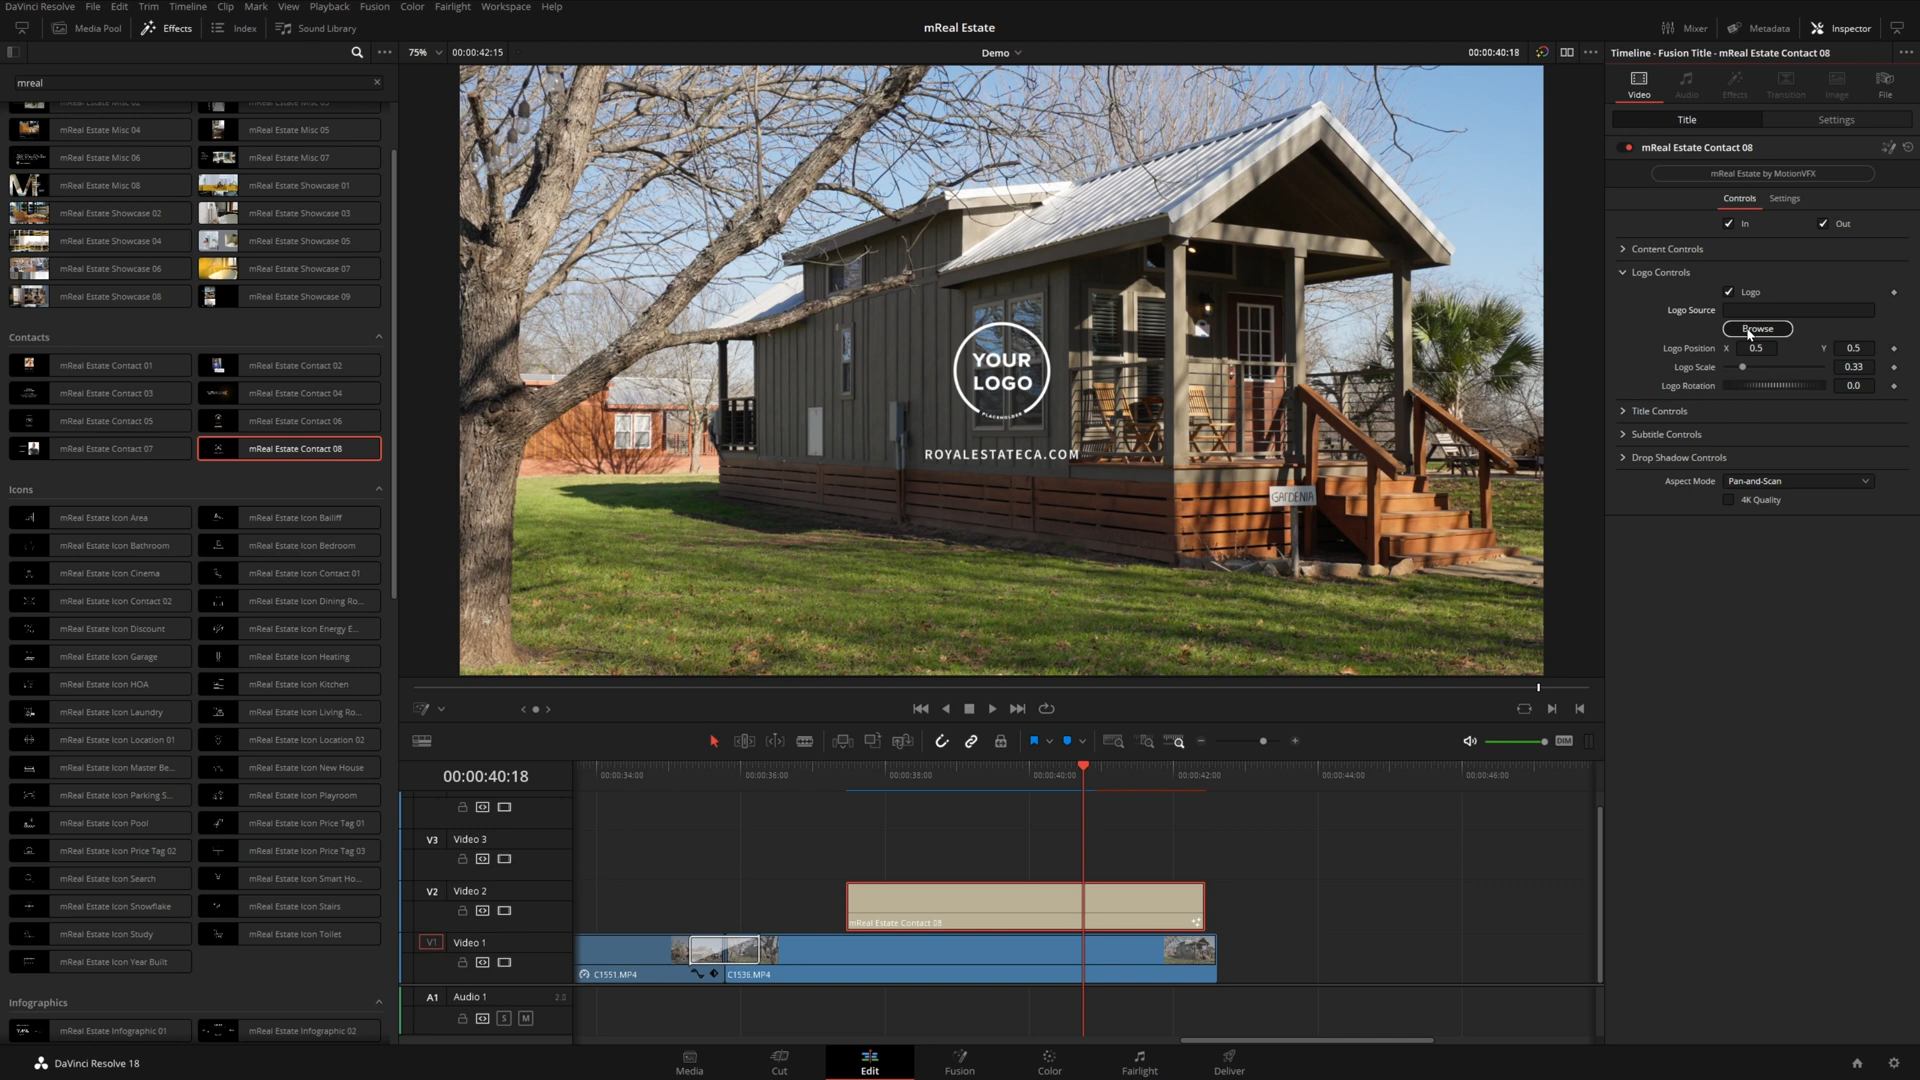 DaVinci Resolve File Edit Trim Timeline Clip Mark View Playback Fusion Color Fairlight Workspace Help
Media Pool Effects Index Sound Library mReal Estate Mixer Metadata Inspector
75% 00:00:42:15 Demo 00:00:40:18 Timeline - Fusion Title - mReal Estate Contact 08
mreal
Video Audio Effects Transition Image File
Title Settings
mReal Estate Misc 02 mReal Estate Misc 03
mReal Estate Misc 04 mReal Estate Misc 05
mReal Estate Misc 06 mReal Estate Misc 07
mReal Estate Misc 08 mReal Estate Showcase 01
mReal Estate Showcase 02 mReal Estate Showcase 03
mReal Estate Showcase 04 mReal Estate Showcase 05
mReal Estate Showcase 06 mReal Estate Showcase 07
mReal Estate Showcase 08 mReal Estate Showcase 09
Contacts
mReal Estate Contact 01 mReal Estate Contact 02
mReal Estate Contact 03 mReal Estate Contact 04
mReal Estate Contact 05 mReal Estate Contact 06
mReal Estate Contact 07 mReal Estate Contact 08
Icons
mReal Estate Icon Area mReal Estate Icon Bailiff
mReal Estate Icon Bathroom mReal Estate Icon Bedroom
mReal Estate Icon Cinema mReal Estate Icon Contact 01
mReal Estate Icon Contact 02 mReal Estate Icon Dining Ro...
mReal Estate Icon Discount mReal Estate Icon Energy E...
mReal Estate Icon Garage mReal Estate Icon Heating
mReal Estate Icon HOA mReal Estate Icon Kitchen
mReal Estate Icon Laundry mReal Estate Icon Living Ro...
mReal Estate Icon Location 01 mReal Estate Icon Location 02
mReal Estate Icon Master Be... mReal Estate Icon New House
mReal Estate Icon Parking S... mReal Estate Icon Playroom
mReal Estate Icon Pool mReal Estate Icon Price Tag 01
mReal Estate Icon Price Tag 02 mReal Estate Icon Price Tag 03
mReal Estate Icon Search mReal Estate Icon Smart Ho...
mReal Estate Icon Snowflake mReal Estate Icon Stairs
mReal Estate Icon Study mReal Estate Icon Toilet
mReal Estate Icon Year Built
Infographics
mReal Estate Infographic 01 mReal Estate Infographic 02
YOUR
LOGO
PLACEHOLDER
ROYALESTATECA.COM
GARDENIA
mReal Estate Contact 08
mReal Estate by MotionVFX
Controls Settings
In Out
Content Controls
Logo Controls
Logo
Logo Source
Browse
Logo Position X 0.5 Y 0.5
Logo Scale 0.33
Logo Rotation 0.0
Title Controls
Subtitle Controls
Drop Shadow Controls
Aspect Mode Pan-and-Scan
4K Quality
DIM
00:00:40:18 00:00:34:00 00:00:36:00 00:00:38:00 00:00:40:00 00:00:42:00 00:00:44:00 00:00:46:00
V3 Video 3
V2 Video 2
mReal Estate Contact 08
V1 Video 1
C1551.MP4 C1536.MP4
A1 Audio 1 2.0
S M
DaVinci Resolve 18 Media Cut Edit Fusion Color Fairlight Deliver